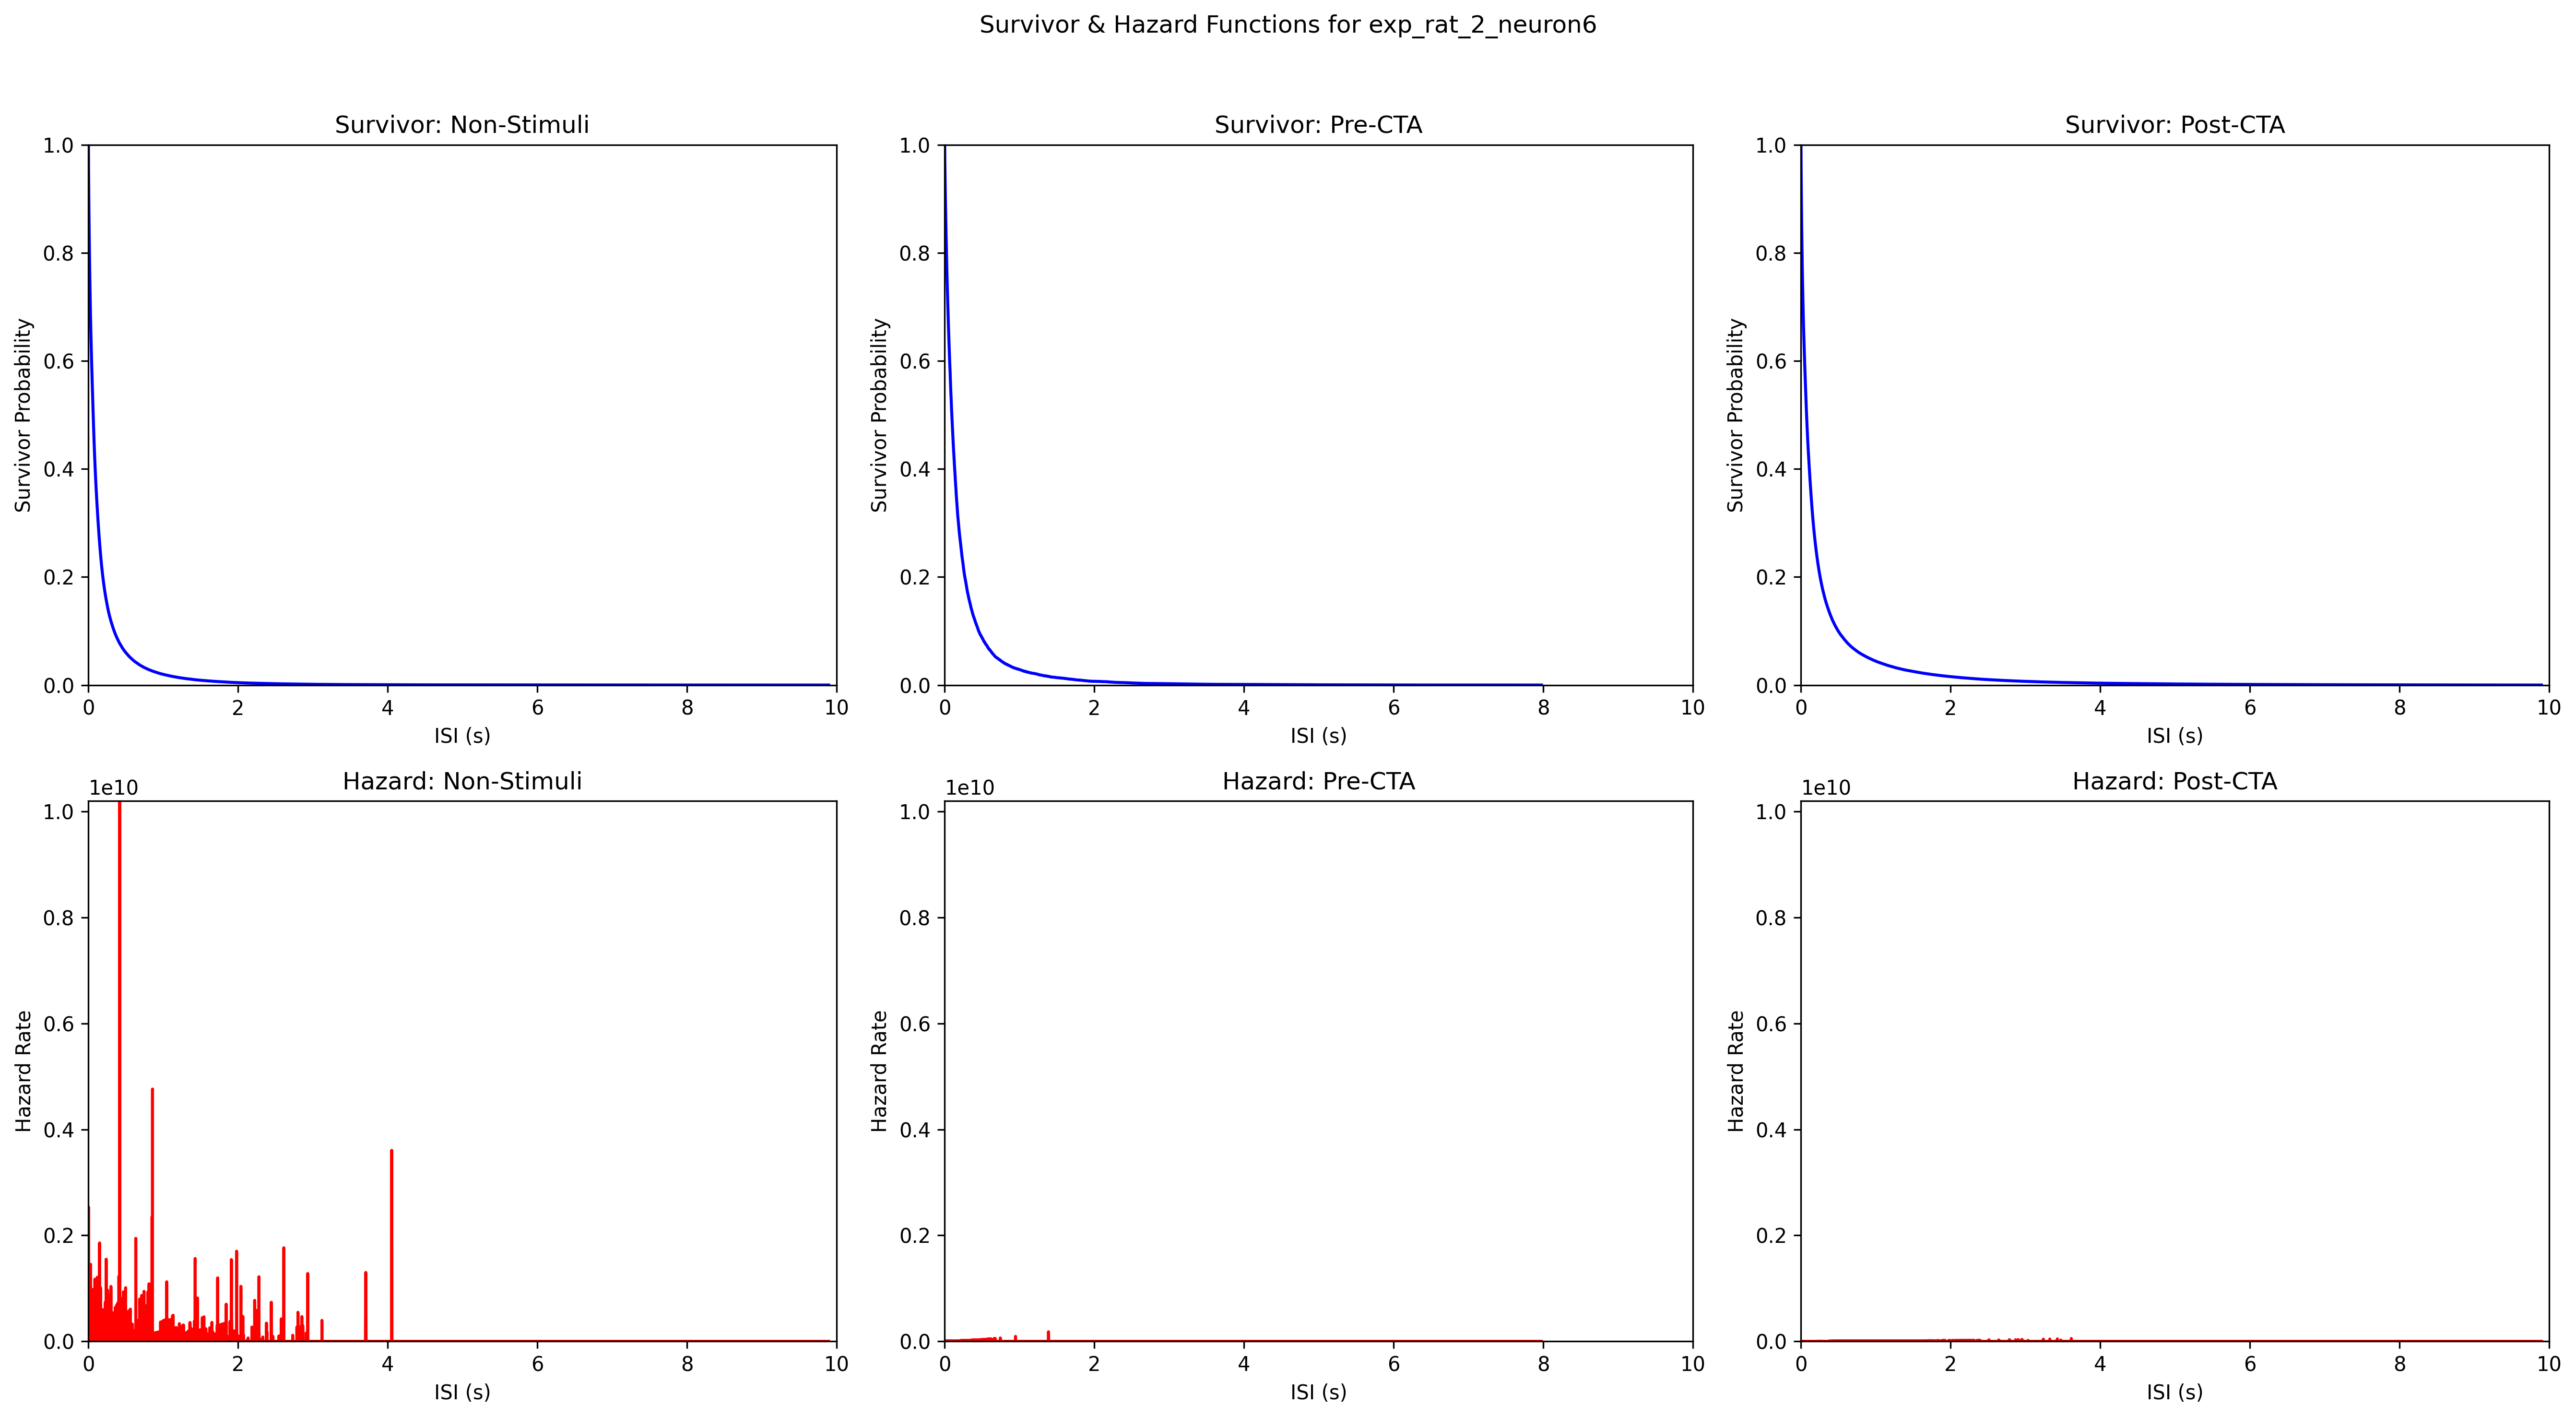 Survivor & Hazard Functions for exp_rat_2_neuron6
Survivor: Non-Stimuli
Survivor Probability
1.0
0.8
0.6
0.4
0.2
0.0
0 2 4 6 8 10
ISI (s)
Survivor: Pre-CTA
Survivor Probability
1.0
0.8
0.6
0.4
0.2
0.0
0 2 4 6 8 10
ISI (s)
Survivor: Post-CTA
Survivor Probability
1.0
0.8
0.6
0.4
0.2
0.0
0 2 4 6 8 10
ISI (s)
Hazard: Non-Stimuli
1e10
Hazard Rate
1.0
0.8
0.6
0.4
0.2
0.0
0 2 4 6 8 10
ISI (s)
Hazard: Pre-CTA
1e10
Hazard Rate
1.0
0.8
0.6
0.4
0.2
0.0
0 2 4 6 8 10
ISI (s)
Hazard: Post-CTA
1e10
Hazard Rate
1.0
0.8
0.6
0.4
0.2
0.0
0 2 4 6 8 10
ISI (s)